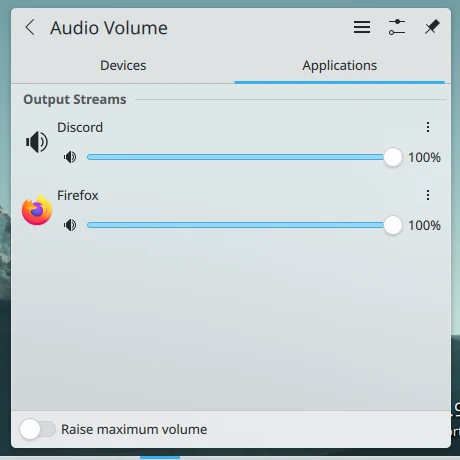 Audio Volume
Devices
Applications
Output Streams
Discord
100%
Firefox
100%
Raise maximum volume